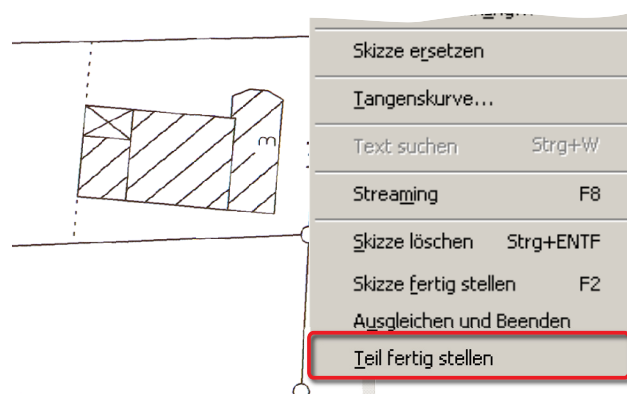 Skizze ersetzen
Tangenskurve...
Text suchen Strg+W
Streaming F8
Skizze löschen Strg+ENTF
Skizze fertig stellen F2
Ausgleichen und Beenden
Teil fertig stellen
3